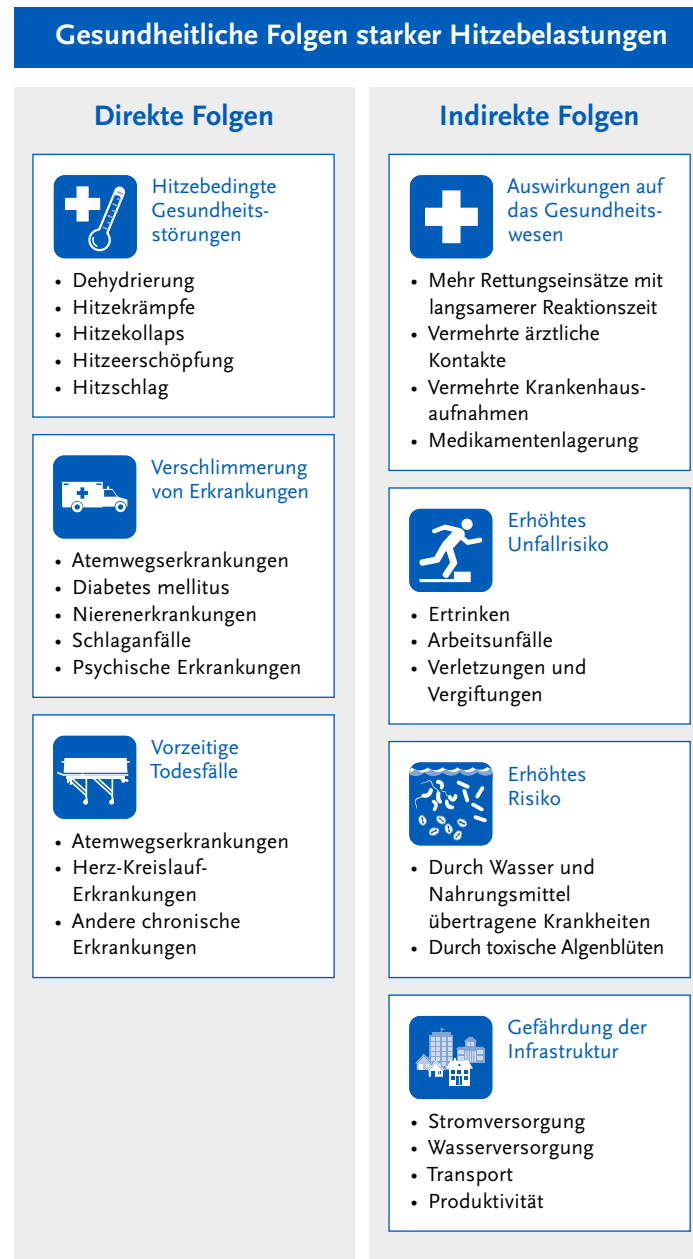 Gesundheitliche Folgen starker Hitzebelastungen
Direkte Folgen
Hitzebedingte
Gesundheits-
störungen
• Dehydrierung
• Hitzekrämpfe
• Hitzekollaps
• Hitzeerschöpfung
• Hitzschlag
Verschlimmerung
von Erkrankungen
• Atemwegserkrankungen
• Diabetes mellitus
• Nierenerkrankungen
• Schlaganfälle
• Psychische Erkrankungen
Vorzeitige
Todesfälle
• Atemwegserkrankungen
• Herz-Kreislauf-
Erkrankungen
• Andere chronische
Erkrankungen
Indirekte Folgen
Auswirkungen auf
das Gesundheits-
wesen
• Mehr Rettungseinsätze mit
langsamerer Reaktionszeit
• Vermehrte ärztliche
Kontakte
• Vermehrte Krankenhaus-
aufnahmen
• Medikamentenlagerung
Erhöhtes
Unfallrisiko
• Ertrinken
• Arbeitsunfälle
• Verletzungen und
Vergiftungen
Erhöhtes
Risiko
• Durch Wasser und
Nahrungsmittel
übertragene Krankheiten
• Durch toxische Algenblüten
Gefährdung der
Infrastruktur
• Stromversorgung
• Wasserversorgung
• Transport
• Produktivität